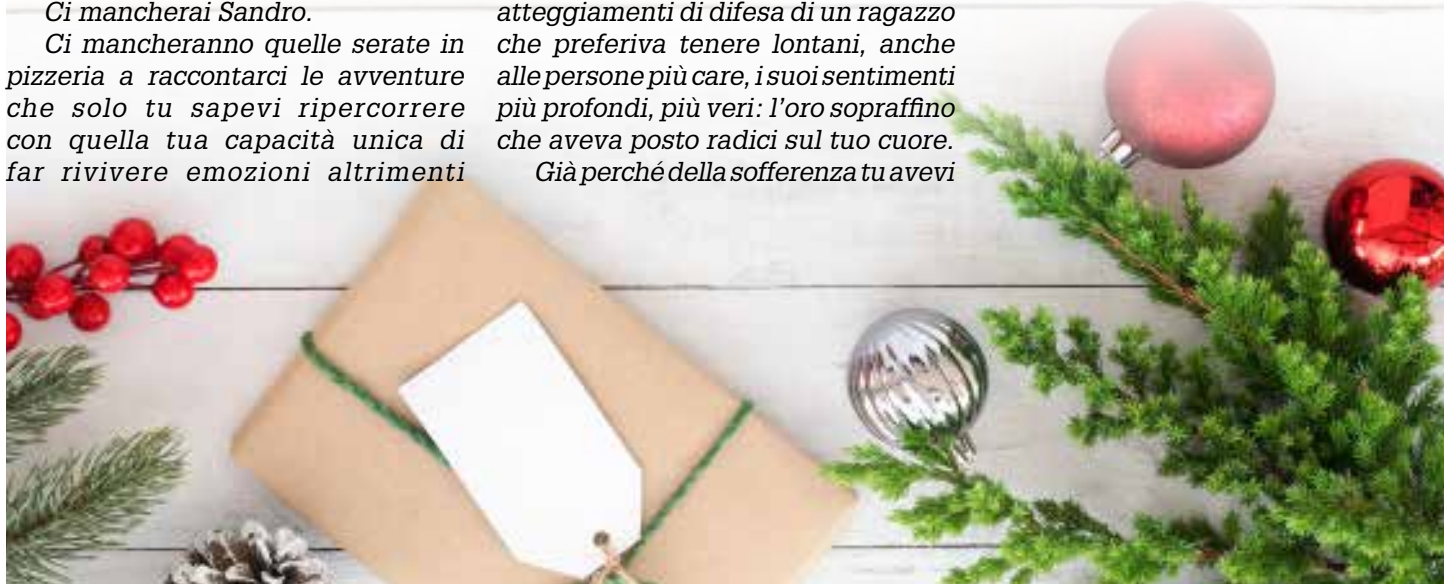 Ci mancherai Sandro.
Ci mancheranno quelle serate in
pizzeria a raccontarci le avventure
che solo tu sapevi ripercorrere
con quella tua capacità unica di
far rivivere emozioni altrimenti
atteggiamenti di difesa di un ragazzo
che preferiva tenere lontani, anche
alle persone più care, i suoi sentimenti
più profondi, più veri: l'oro sopraffino
che aveva posto radici sul tuo cuore.
Già perché della sofferenza tu avevi